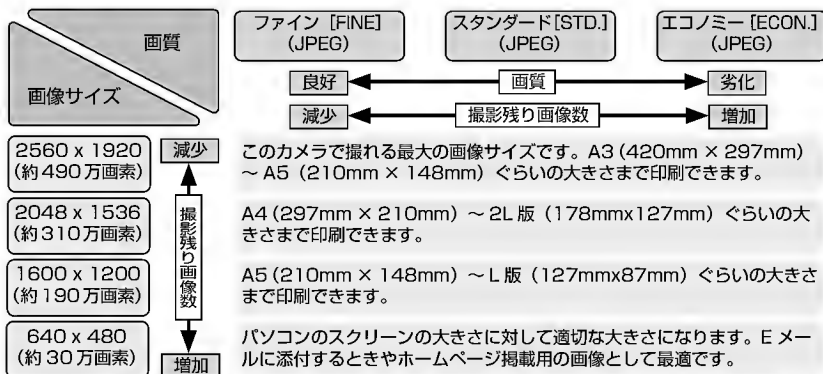 画質
画像サイズ
ファイン [FINE]
(JPEG)
スタンダード[STD.]
(JPEG)
エコノミー [ECON.]
(JPEG)
良好 画質 劣化
減少 撮影残り画像数 増加
2560 x 1920
(約490万画素)
減少
このカメラで撮れる最大の画像サイズです。A3 (420mm × 297mm)
~ A5 (210mm × 148mm) ぐらいの大きさまで印刷できます。
2048 x 1536
(約310万画素)
撮影残り画像数
A4 (297mm × 210mm) ~ 2L 版 (178mmx127mm) ぐらいの大
きさまで印刷できます。
1600 x 1200
(約190万画素)
A5 (210mm × 148mm) ~ L 版 (127mmx87mm) ぐらいの大きさ
まで印刷できます。
640 x 480
(約30万画素)
増加
パソコンのスクリーンの大きさに対して適切な大きさになります。E メー
ルに添付するときやホームページ掲載用の画像として最適です。